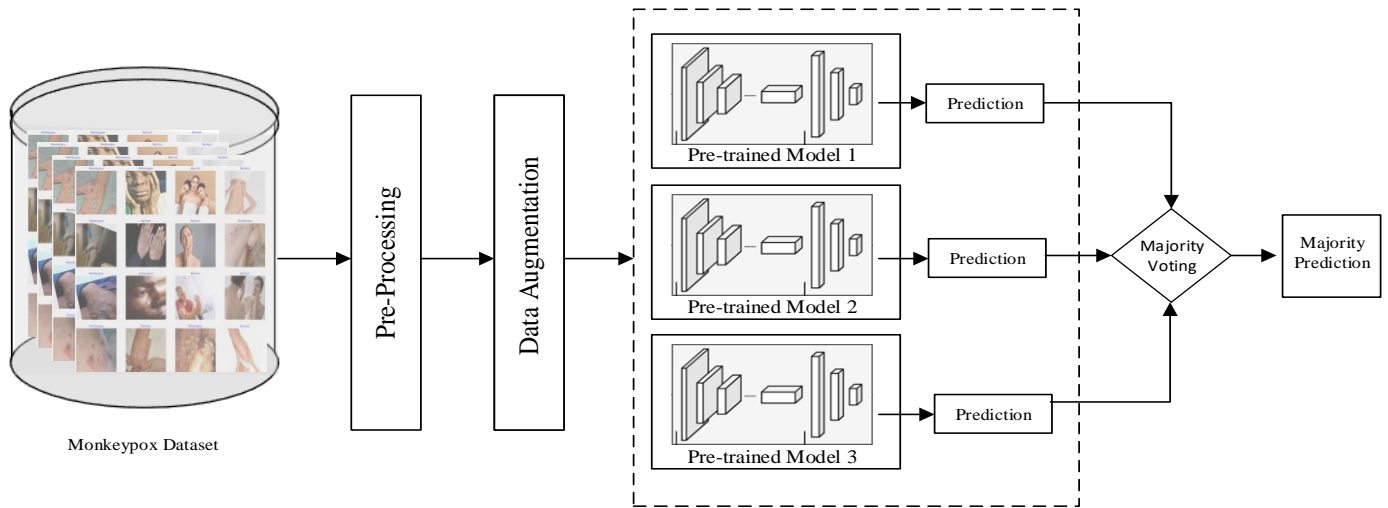 Monkeypox Dataset
Pre-Processing
Data Augmentation
Pre-trained Model 1
Prediction
Pre-trained Model 2
Prediction
Pre-trained Model 3
Prediction
Majority
Voting
Majority
Prediction